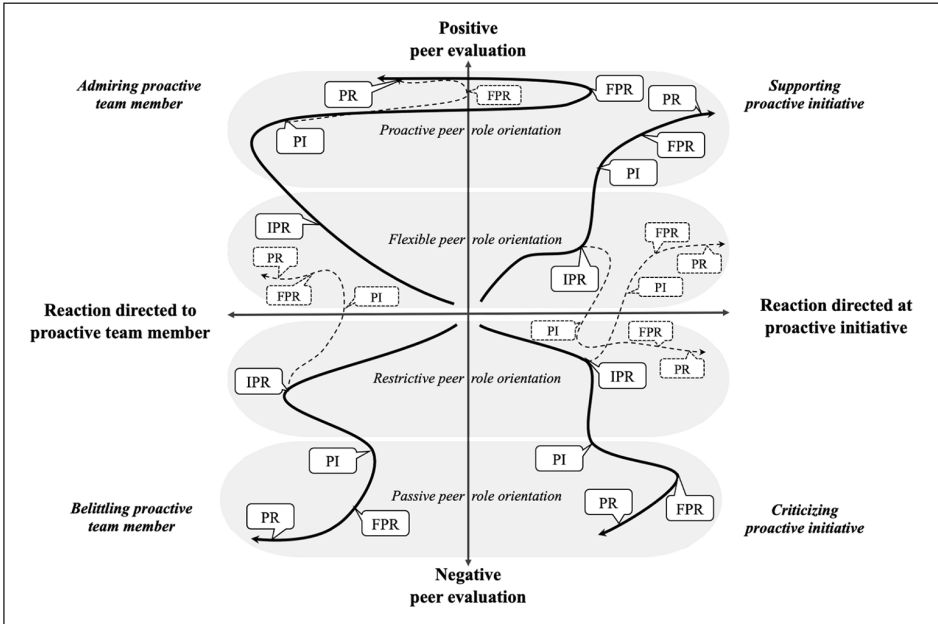 Positive
peer evaluation
Admiring proactive
team member
Supporting
proactive initiative
PR
FPR
FPR
PR
PI
Proactive peer role orientation
FPR
PI
IPR
Flexible peer role orientation
FPR
PR
IPR
PR
FPR
PI
PI
Reaction directed to
proactive team member
Reaction directed at
proactive initiative
PI
FPR
PR
IPR
Restrictive peer role orientation
IPR
PI
PI
Passive peer role orientation
Belittling proactive
team member
PR
FPR
PR
FPR
Criticizing
proactive initiative
Negative
peer evaluation